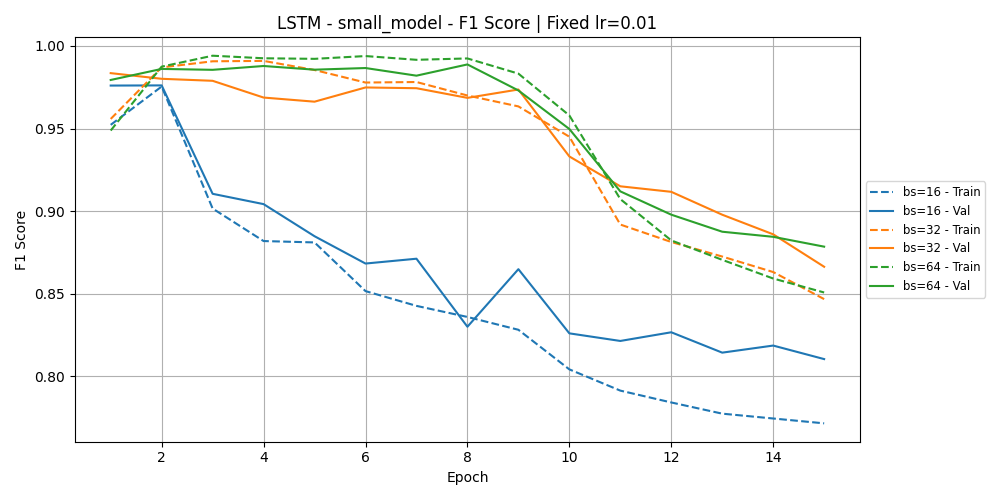 LSTM - small_model - F1 Score | Fixed lr=0.01
1.00
0.95
0.90
0.85
0.80
F1 Score
2 4 6 8 10 12 14
Epoch
bs=16 - Train
bs=16 - Val
bs=32 - Train
bs=32 - Val
bs=64 - Train
bs=64 - Val